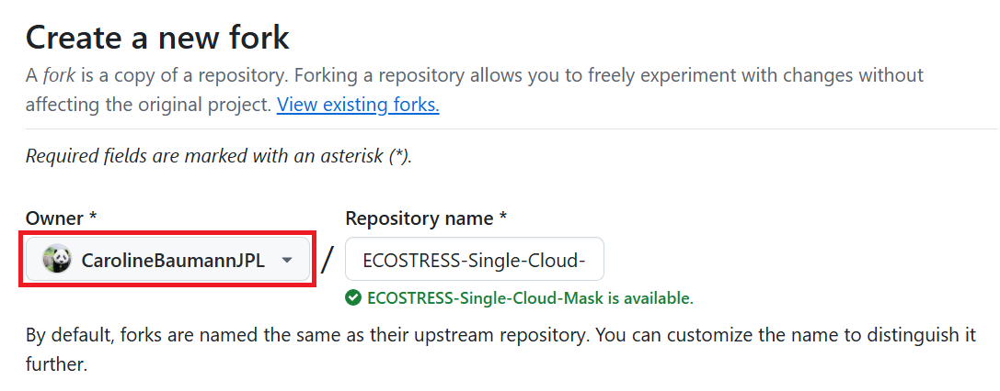 Create a new fork
A fork is a copy of a repository. Forking a repository allows you to freely experiment with changes without
affecting the original project. View existing forks.
Required fields are marked with an asterisk (*).
Owner *
Repository name *
CarolineBaumannJPL
/
ECOSTRESS-Single-Cloud-
ECOSTRESS-Single-Cloud-Mask is available.
By default, forks are named the same as their upstream repository. You can customize the name to distinguish it
further.